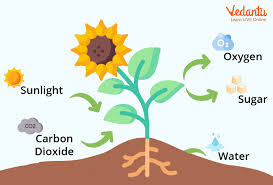 Vedantu
Learn LIVE Online
O₂
Oxygen
Sunlight
Sugar
CO2
Carbon
Dioxide
Water